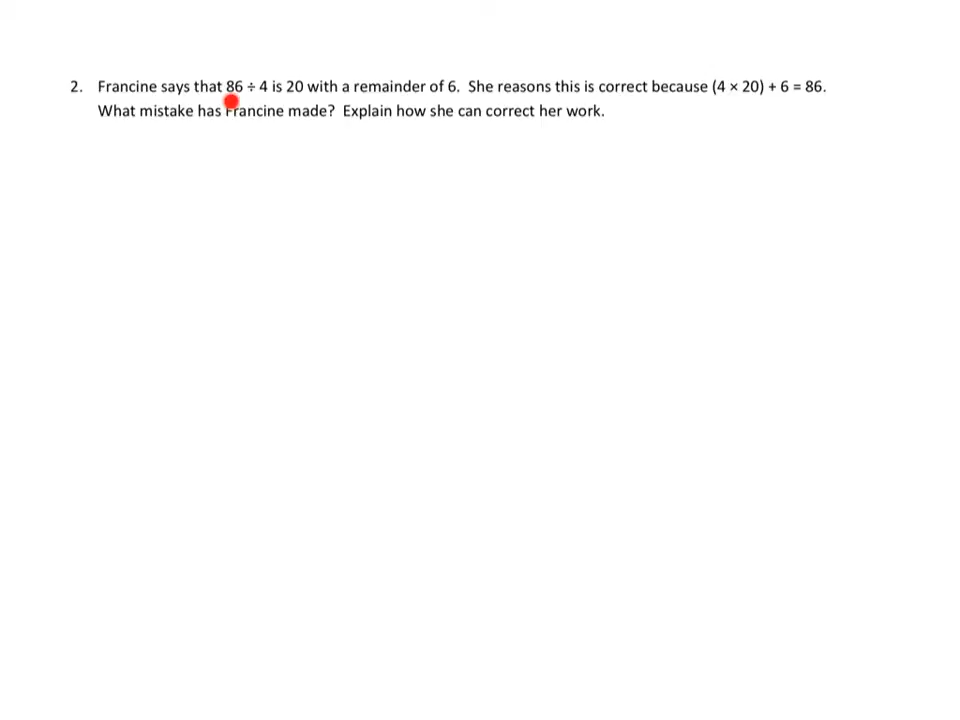 2. Francine says that 86 ÷ 4 is 20 with a remainder of 6. She reasons this is correct because (4 × 20) + 6 = 86.
What mistake has Francine made? Explain how she can correct her work.